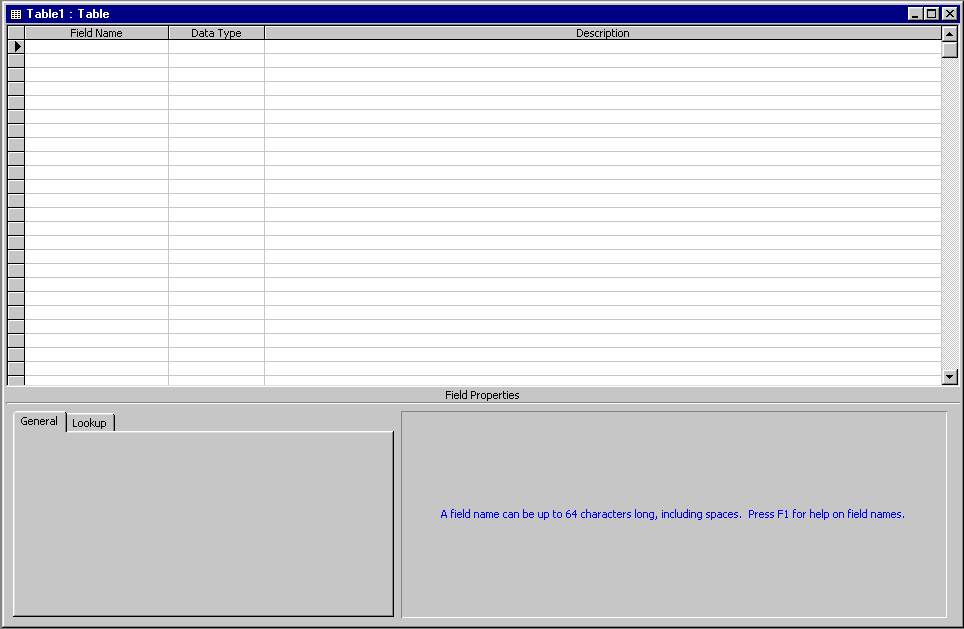 Table1 : Table
Field Name Data Type Description
Field Properties
General Lookup
A field name can be up to 64 characters long, including spaces.  Press F1 for help on field names.